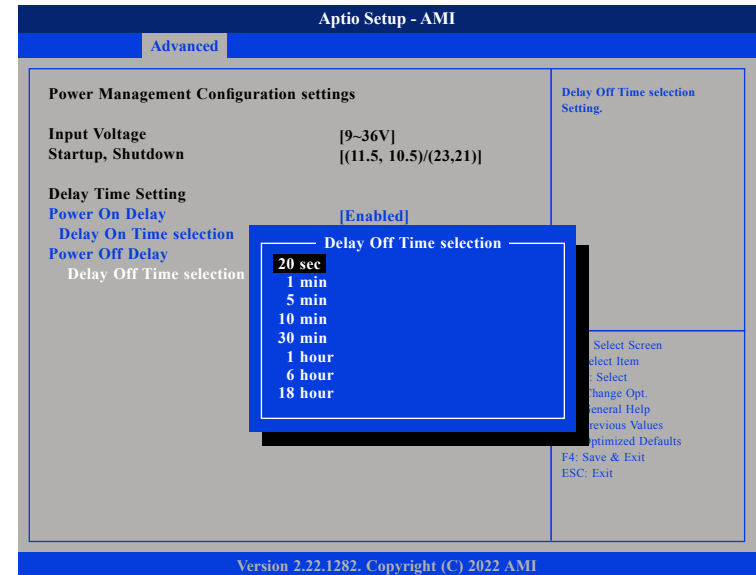 Aptio Setup - AMI
Advanced
Power Management Configuration settings
Input Voltage [9~36V]
Startup, Shutdown [(11.5, 10.5)/(23,21)]
Delay Time Setting
Power On Delay [Enabled]
Delay On Time selection
Power Off Delay
Delay Off Time selection
Delay Off Time selection
20 sec
1 min
5 min
10 min
30 min
1 hour
6 hour
18 hour
Delay Off Time selection
Setting.
Select Screen
Item
: Select
Change Opt.
Help
Values
Defaults
F4: Save & Exit
ESC: Exit
Version 2.22.1282. Copyright (C) 2022 AMI